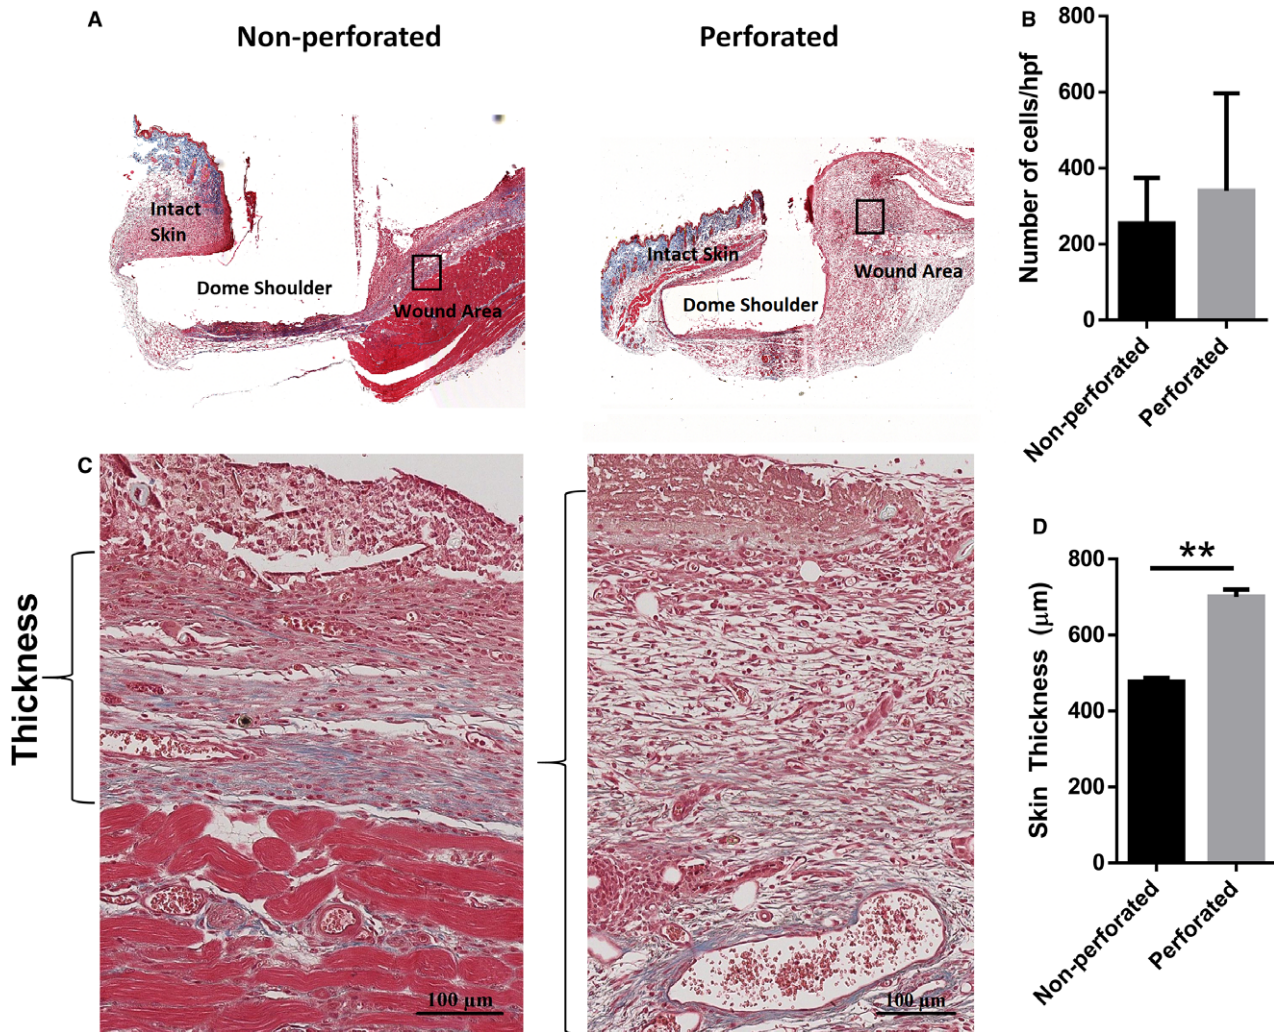 A
Non-perforated
Perforated
Intact
Skin
Dome Shoulder
Wound Area
Intact Skin
Dome Shoulder
Wound Area
B
Number of cells/hpf
800
600
400
200
0
Non-perforated
Perforated
C
Thickness
100 µm
100 µm
D
Skin Thickness (µm)
800
600
400
200
0
**
Non-perforated
Perforated